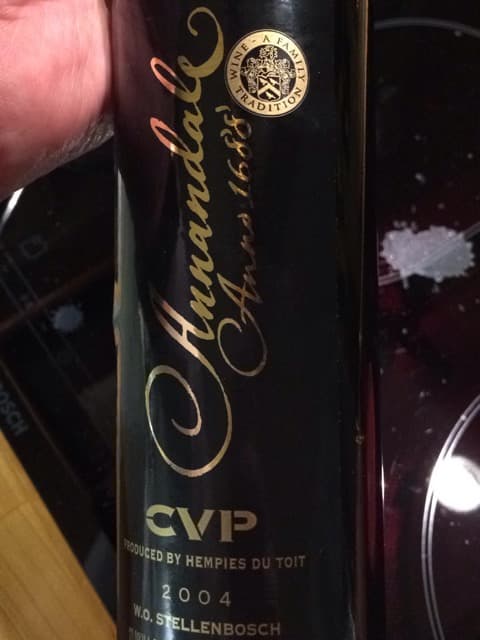 WINE - A FAMILY TRADITION
Annandale
Anno 1688
CVP
PRODUCED BY HEMPIES DU TOIT
2004
W.O. STELLENBOSCH